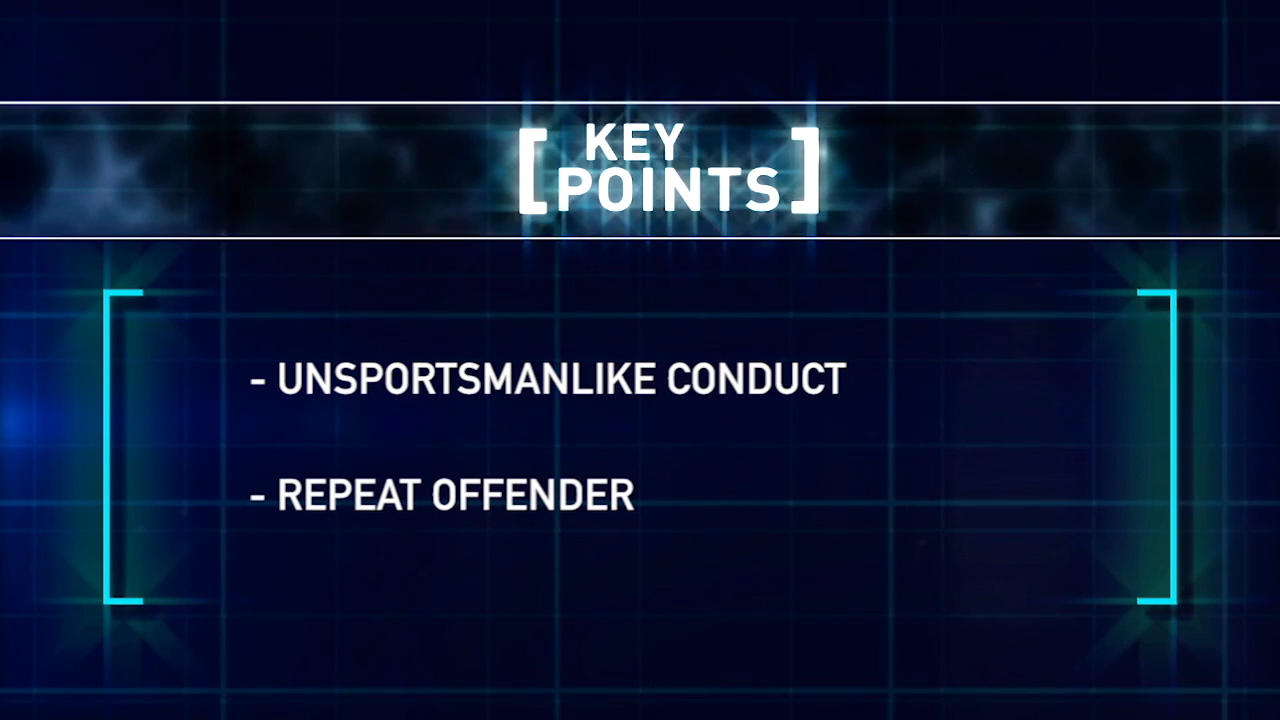 [KEY
POINTS]
- UNSPORTSMANLIKE CONDUCT
- REPEAT OFFENDER